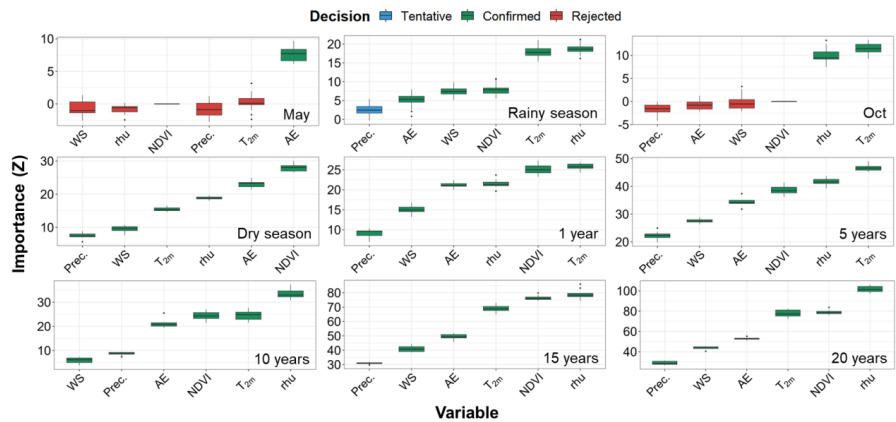 Decision Tentative Confirmed Rejected
Importance (Z)
10
5
0
May
WS rhu NDVI Prec. T2m AE
20
15
10
5
0
Rainy season
Prec. AE WS NDVI T2m rhu
10
5
0
-5
Oct
Prec. AE WS NDVI rhu T2m
30
20
10
Dry season
Prec. WS T2m rhu AE NDVI
25
20
15
10
1 year
Prec. WS AE rhu NDVI T2m
50
40
30
20
5 years
Prec. WS AE NDVI rhu T2m
30
20
10
10 years
WS Prec. AE NDVI T2m rhu
80
70
60
50
40
30
15 years
Prec. WS AE T2m NDVI rhu
100
80
60
40
20 years
Prec. WS AE T2m NDVI rhu
Variable